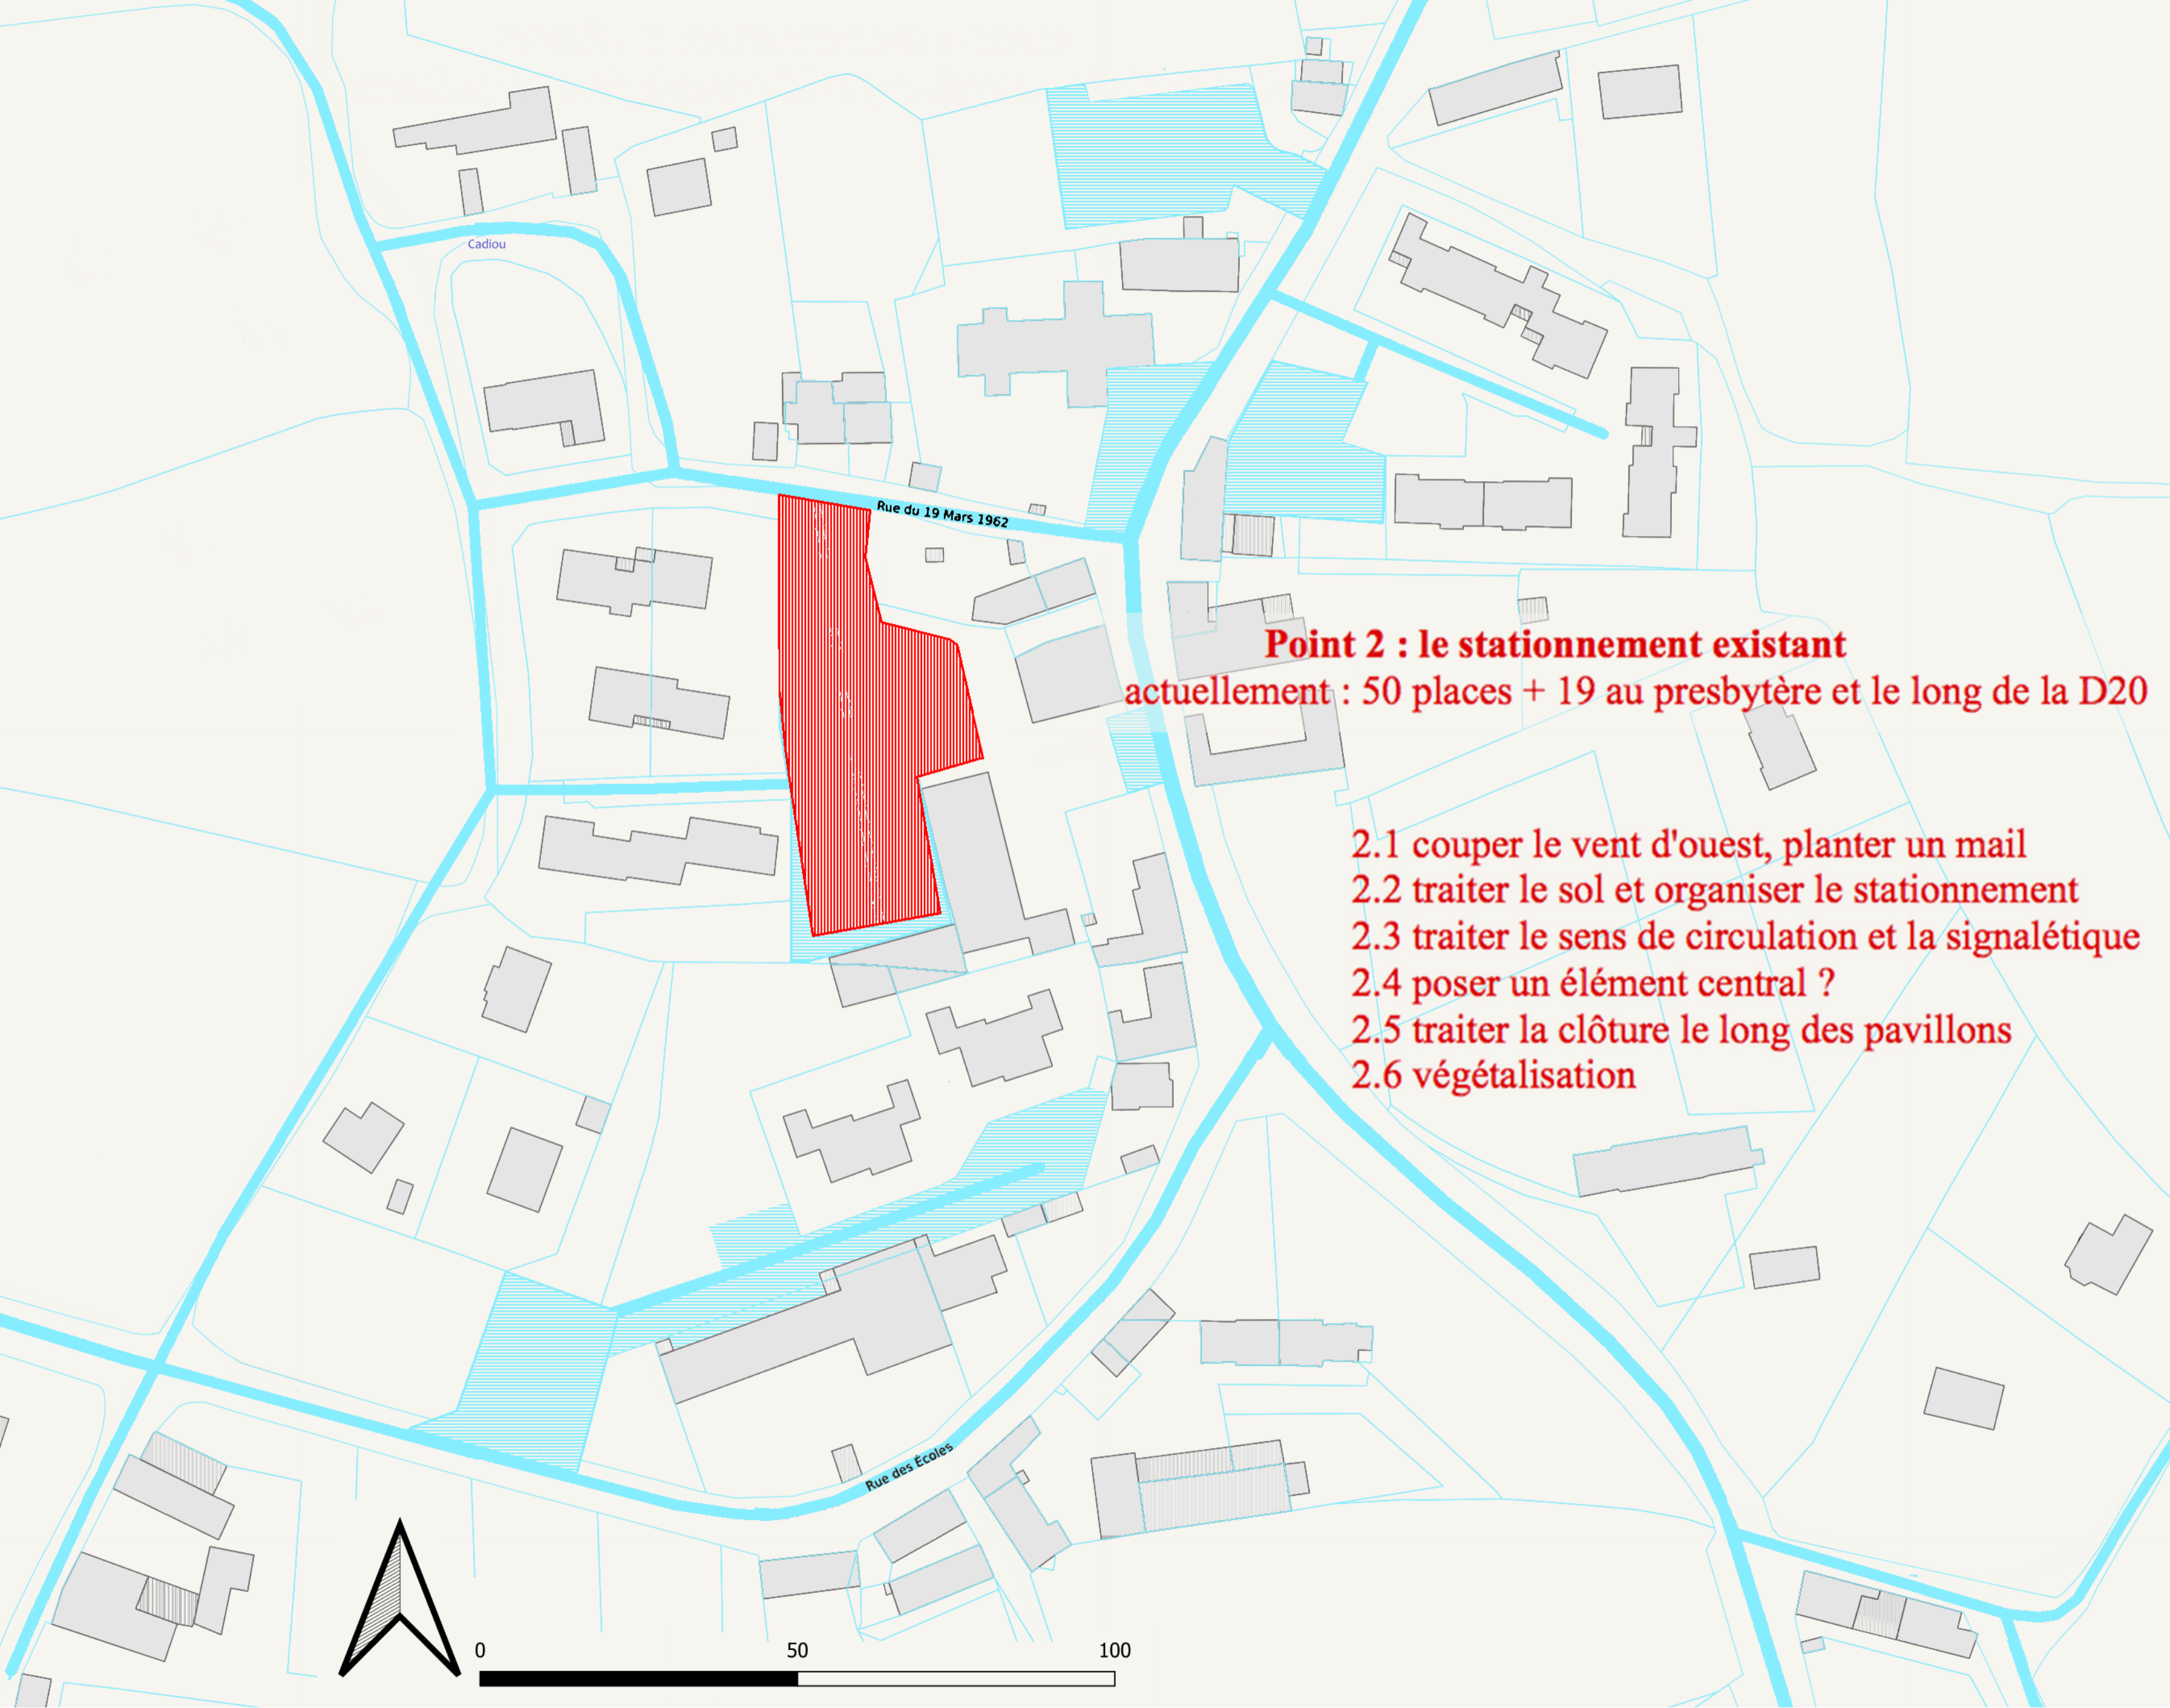 Cadiou
Rue du 19 Mars 1962
Point 2 : le stationnement existant
actuellement : 50 places + 19 au presbytère et le long de la D20
2.1 couper le vent d'ouest, planter un mail
2.2 traiter le sol et organiser le stationnement
2.3 traiter le sens de circulation et la signalétique
2.4 poser un élément central ?
2.5 traiter la clôture le long des pavillons
2.6 végétalisation
Rue des Écoles
0 50 100